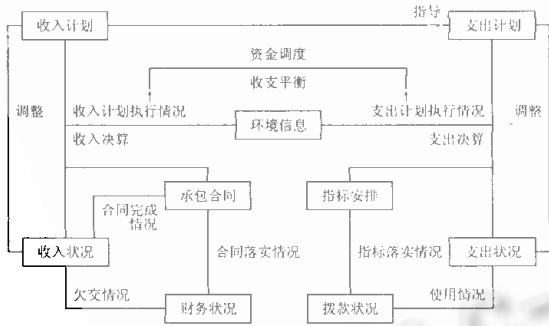 指导
收入计划
支出计划
资金调度
收支平衡
调整
收入计划执行情况
支出计划执行情况
调整
环境信息
收入决算
支出决算
承包合同
指标安排
合同完成
情况
收入状况
合同落实情况
指标落实情况
支出状况
欠交情况
财务状况
拨款状况
使用情况